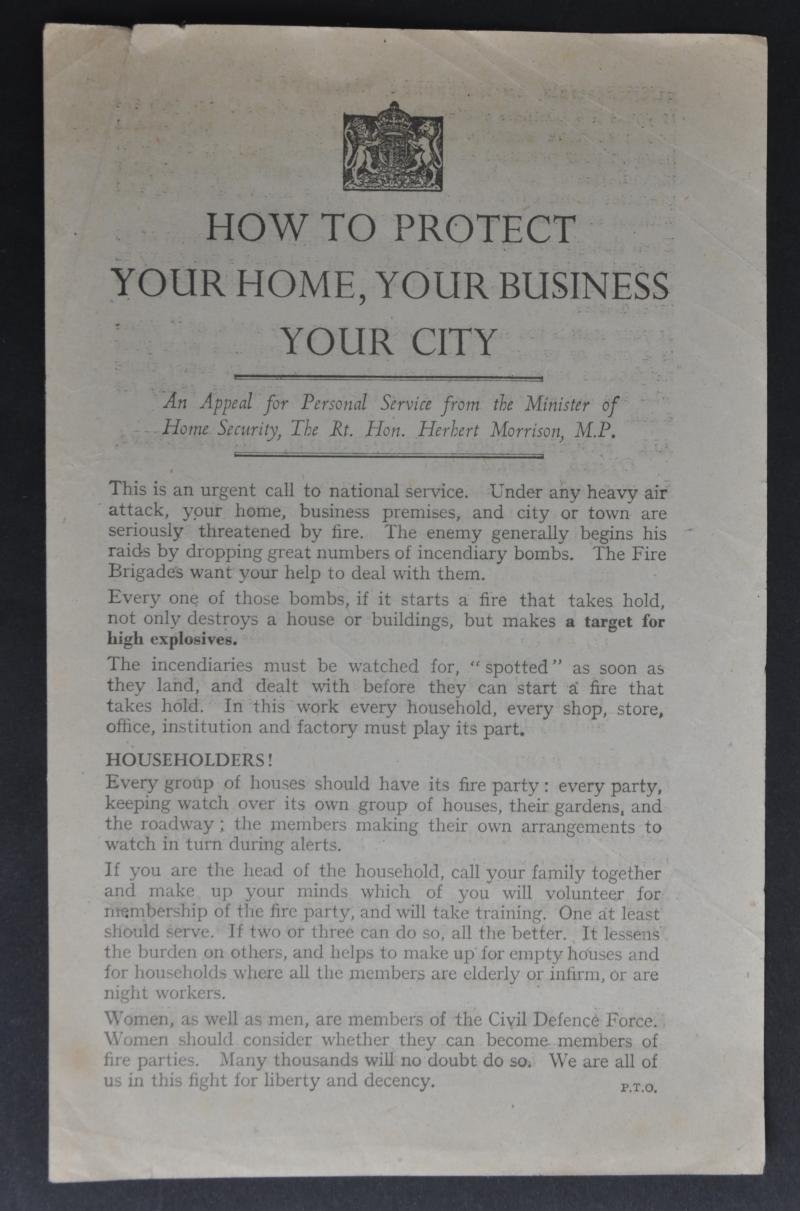 HOW TO PROTECT
YOUR HOME, YOUR BUSINESS
YOUR CITY
An Appeal for Personal Service from the Minister of
Home Security, The Rt. Hon. Herbert Morrison, M.P.
This is an urgent call to national service. Under any heavy air
attack, your home, business premises, and city or town are
seriously threatened by fire. The enemy generally begins his
raids by dropping great numbers of incendiary bombs. The Fire
Brigades want your help to deal with them.
Every one of those bombs, if it starts a fire that takes hold,
not only destroys a house or buildings, but makes a target for
high explosives.
The incendiaries must be watched for, "spotted" as soon as
they land, and dealt with before they can start a fire that
takes hold. In this work every household, every shop, store,
office, institution and factory must play its part.
HOUSEHOLDERS!
Every group of houses should have its fire party: every party,
keeping watch over its own group of houses, their gardens, and
the roadway; the members making their own arrangements to
watch in turn during alerts.
If you are the head of the household, call your family together
and make up your minds which of you will volunteer for
membership of the fire party, and will take training. One at least
should serve. If two or three can do so, all the better. It lessens
the burden on others, and helps to make up for empty houses and
for households where all the members are elderly or infirm, or are
night workers.
Women, as well as men, are members of the Civil Defence Force.
Women should consider whether they can become members of
fire parties. Many thousands will no doubt do so. We are all of
us in this fight for liberty and decency.
P.T.O.